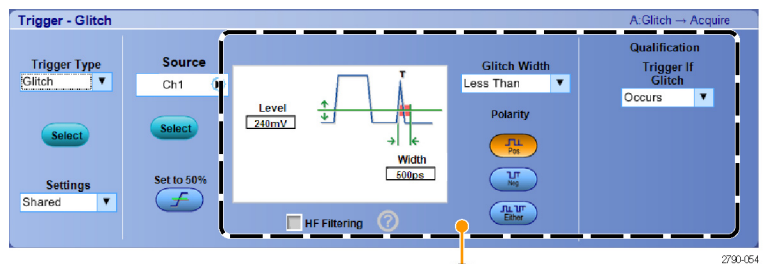 Trigger - Glitch
A:Glitch → Acquire
Trigger Type
Glitch
Select
Settings
Shared
Source
Ch1
Select
Set to 50%
Level
240mV
T
Width
500ps
HF Filtering
?
Glitch Width
Less Than
Polarity
Pos
Neg
Either
Qualification
Trigger If
Glitch
Occurs
2790-054